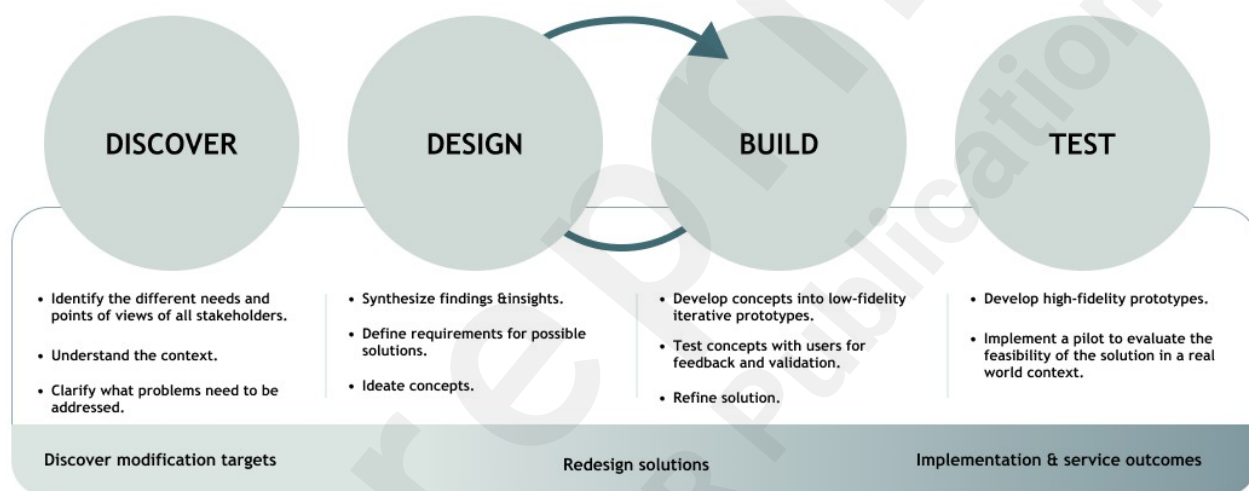 DISCOVER
DESIGN
BUILD
TEST
• Identify the different needs and
points of views of all stakeholders.
• Understand the context.
• Clarify what problems need to be
addressed.
• Synthesize findings &insights.
• Define requirements for possible
solutions.
• Ideate concepts.
• Develop concepts into low-fidelity
iterative prototypes.
• Test concepts with users for
feedback and validation.
• Refine solution.
• Develop high-fidelity prototypes.
• Implement a pilot to evaluate the
feasibility of the solution in a real
world context.
Discover modification targets
Redesign solutions
Implementation & service outcomes